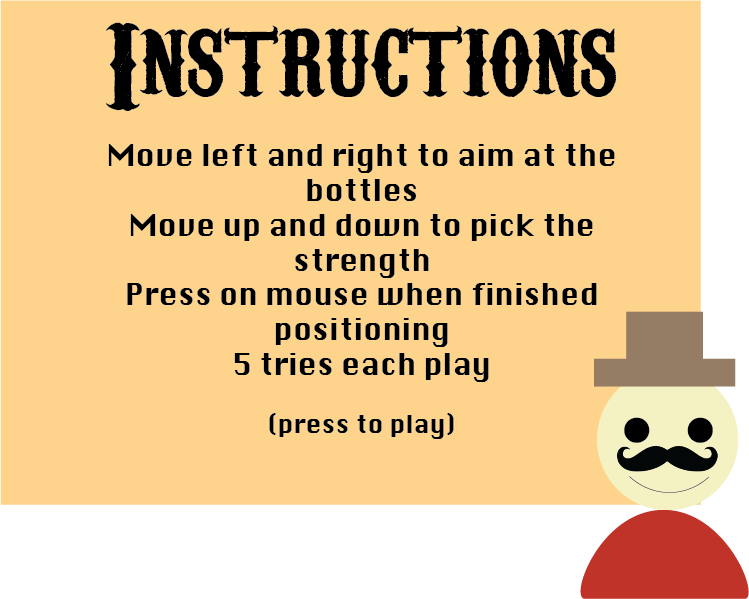 Instructions
Move left and right to aim at the
bottles
Move up and down to pick the
strength
Press on mouse when finished
positioning
5 tries each play
(press to play)